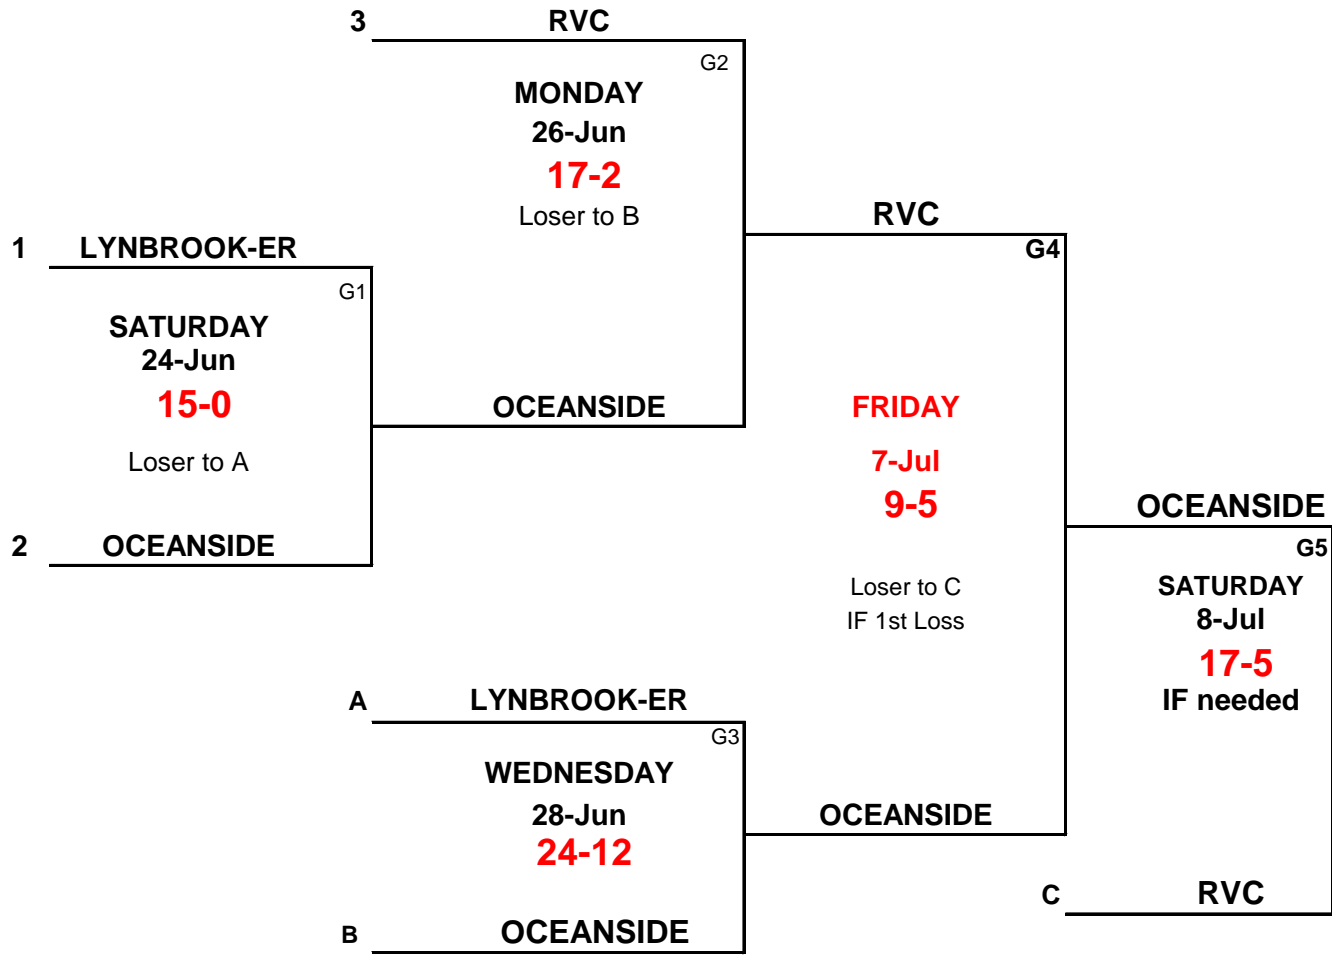 3 RVC
G2
MONDAY
26-Jun
17-2
Loser to B
RVC
G4
1 LYNBROOK-ER
G1
SATURDAY
24-Jun
15-0
Loser to A
OCEANSIDE
2 OCEANSIDE
FRIDAY
7-Jul
9-5
Loser to C
IF 1st Loss
OCEANSIDE
G5
SATURDAY
8-Jul
17-5
IF needed
A LYNBROOK-ER
G3
WEDNESDAY
28-Jun
24-12
OCEANSIDE
B OCEANSIDE
C RVC